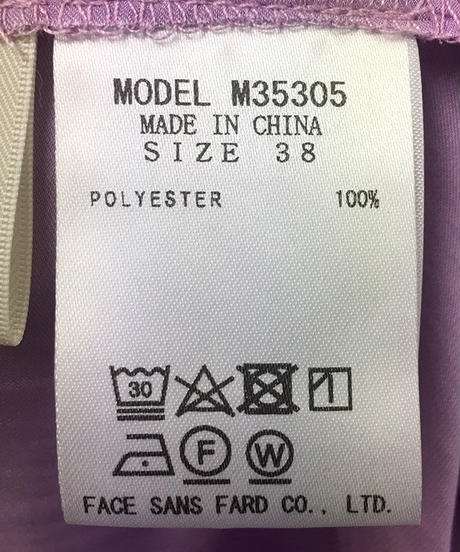 MODEL M35305
MADE IN CHINA
SIZE 38
POLYESTER 100%
30
F W
FACE SANS FARD CO., LTD.